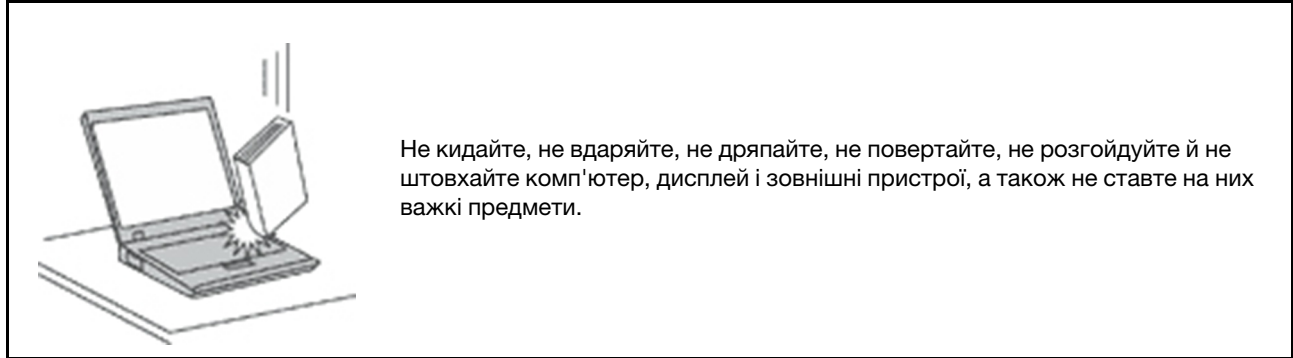 Не кидайте, не вдаряйте, не дряпайте, не повертайте, не розгойдуйте й не
штовхайте комп'ютер, дисплей і зовнішні пристрої, а також не ставте на них
важкі предмети.